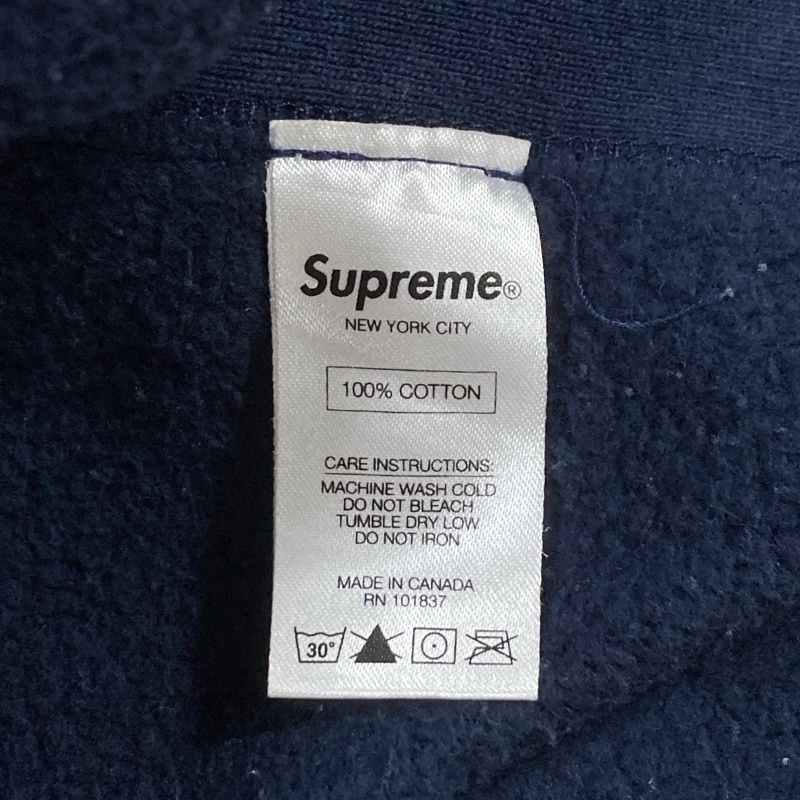 Supreme®
NEW YORK CITY
100% COTTON
CARE INSTRUCTIONS:
MACHINE WASH COLD
DO NOT BLEACH
TUMBLE DRY LOW
DO NOT IRON
MADE IN CANADA
RN 101837
30°